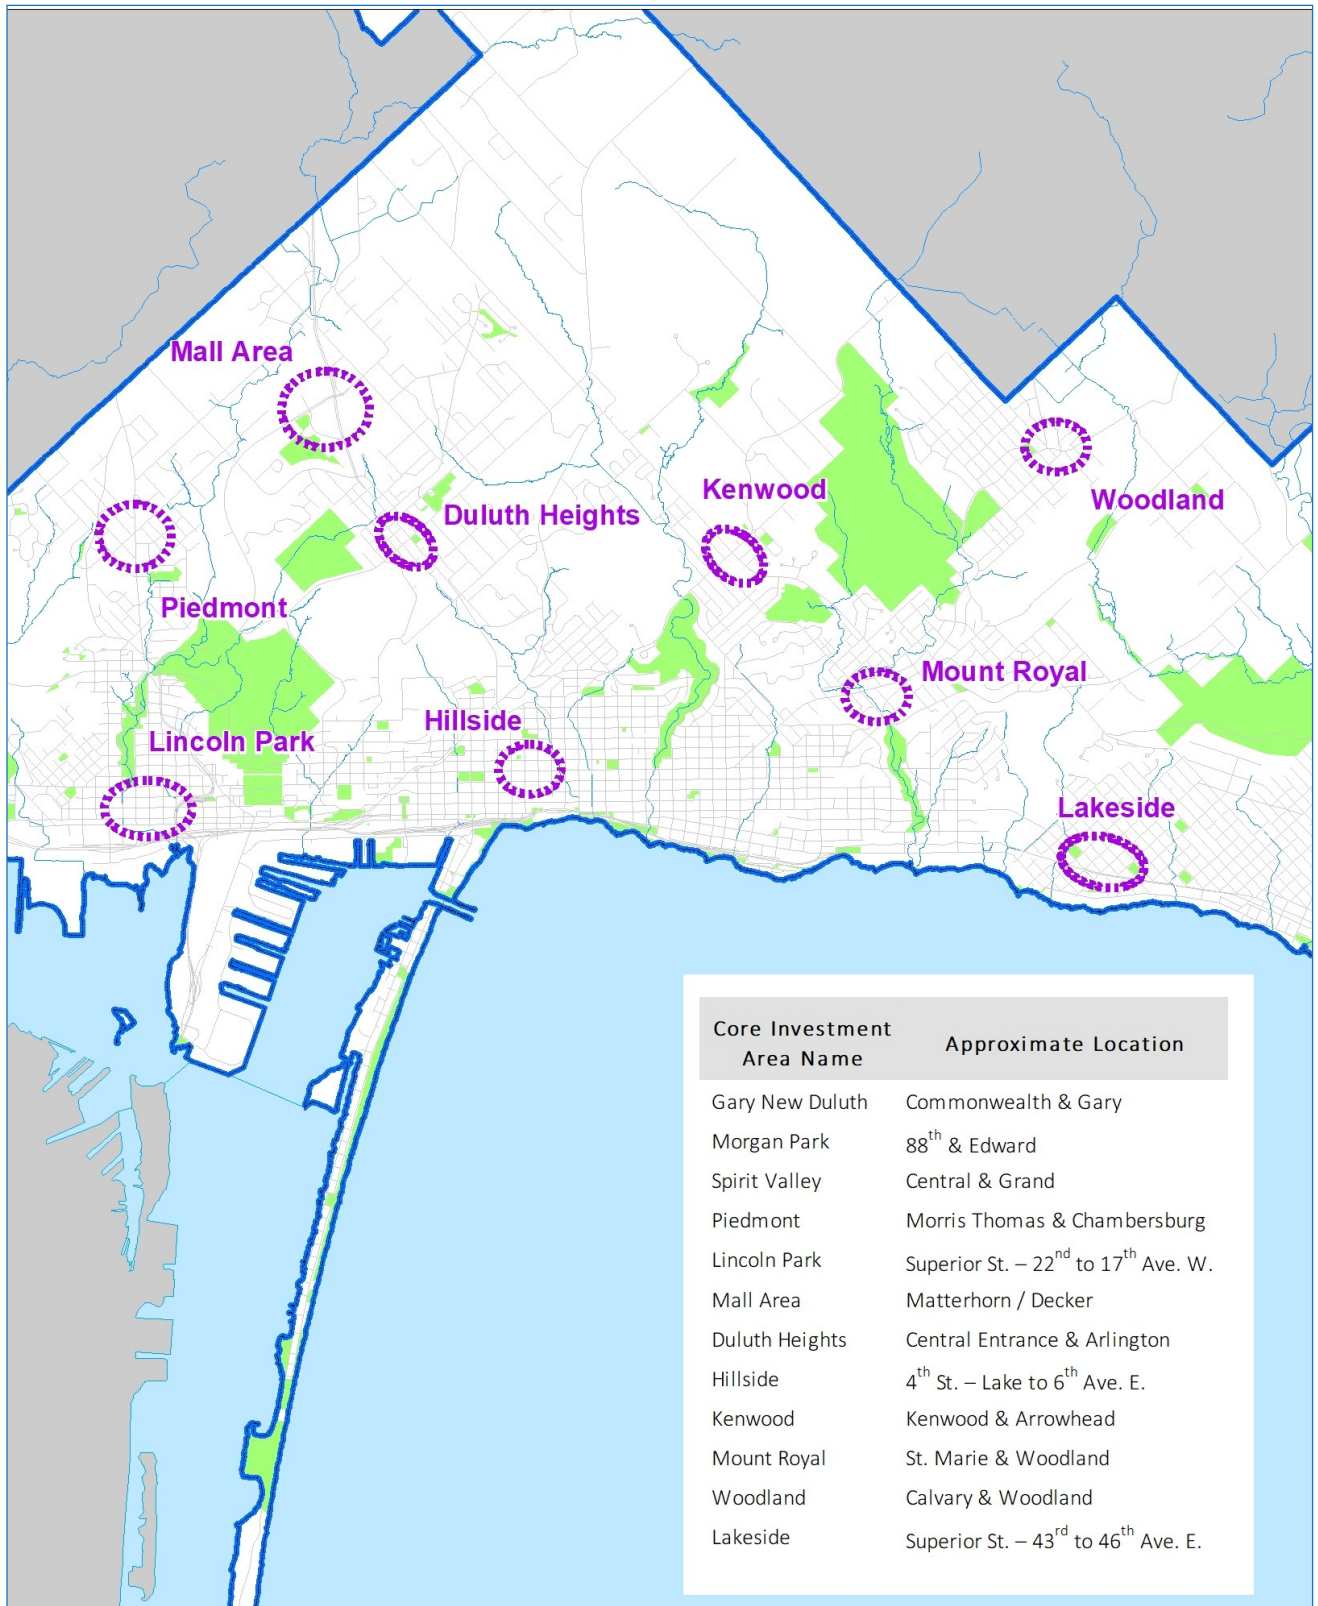 Mall Area
Kenwood
Woodland
Duluth Heights
Piedmont
Mount Royal
Hillside
Lincoln Park
Lakeside
Core Investment Area Name Approximate Location
Gary New Duluth Commonwealth & Gary
Morgan Park 88th & Edward
Spirit Valley Central & Grand
Piedmont Morris Thomas & Chambersburg
Lincoln Park Superior St. – 22nd to 17th Ave. W.
Mall Area Matterhorn / Decker
Duluth Heights Central Entrance & Arlington
Hillside 4th St. – Lake to 6th Ave. E.
Kenwood Kenwood & Arrowhead
Mount Royal St. Marie & Woodland
Woodland Calvary & Woodland
Lakeside Superior St. – 43rd to 46th Ave. E.